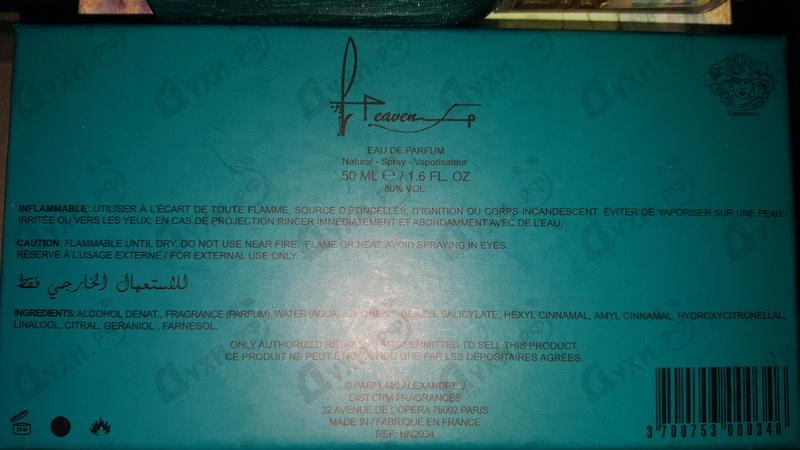 Heaven
EAU DE PARFUM
Natural - Spray - Vaporisateur
50 ML ℮ / 1.6 FL. OZ
80% VOL.
INFLAMMABLE: UTILISER À L'ÉCART DE TOUTE FLAMME, SOURCE D'ÉTINCELLES, D'IGNITION OU CORPS INCANDESCENT. ÉVITER DE VAPORISER SUR UNE PEAU
IRRITÉE OU VERS LES YEUX; EN CAS DE PROJECTION RINCER IMMÉDIATEMENT ET ABONDAMMENT AVEC DE L'EAU.
CAUTION: FLAMMABLE UNTIL DRY. DO NOT USE NEAR FIRE, FLAME OR HEAT. AVOID SPRAYING IN EYES.
RÉSERVÉ À L'USAGE EXTERNE / FOR EXTERNAL USE ONLY.
للاستعمال الخارجي فقط
INGREDIENTS: ALCOHOL DENAT., FRAGRANCE (PARFUM), WATER (AQUA), LIMONENE, BENZYL SALICYLATE, HEXYL CINNAMAL, AMYL CINNAMAL, HYDROXYCITRONELLAL,
LINALOOL, CITRAL, GERANIOL, FARNESOL.
ONLY AUTHORIZED RETAILERS ARE PERMITTED TO SELL THIS PRODUCT.
CE PRODUIT NE PEUT ÊTRE VENDU QUE PAR LES DÉPOSITAIRES AGRÉES.
© PARFUMS ALEXANDRE J
DIST.CRM FRAGRANCES
32 AVENUE DE L'OPÉRA 75002 PARIS
MADE IN / FABRIQUÉ EN FRANCE
REF: HN2034
3 700753 000348
Духи.РФ